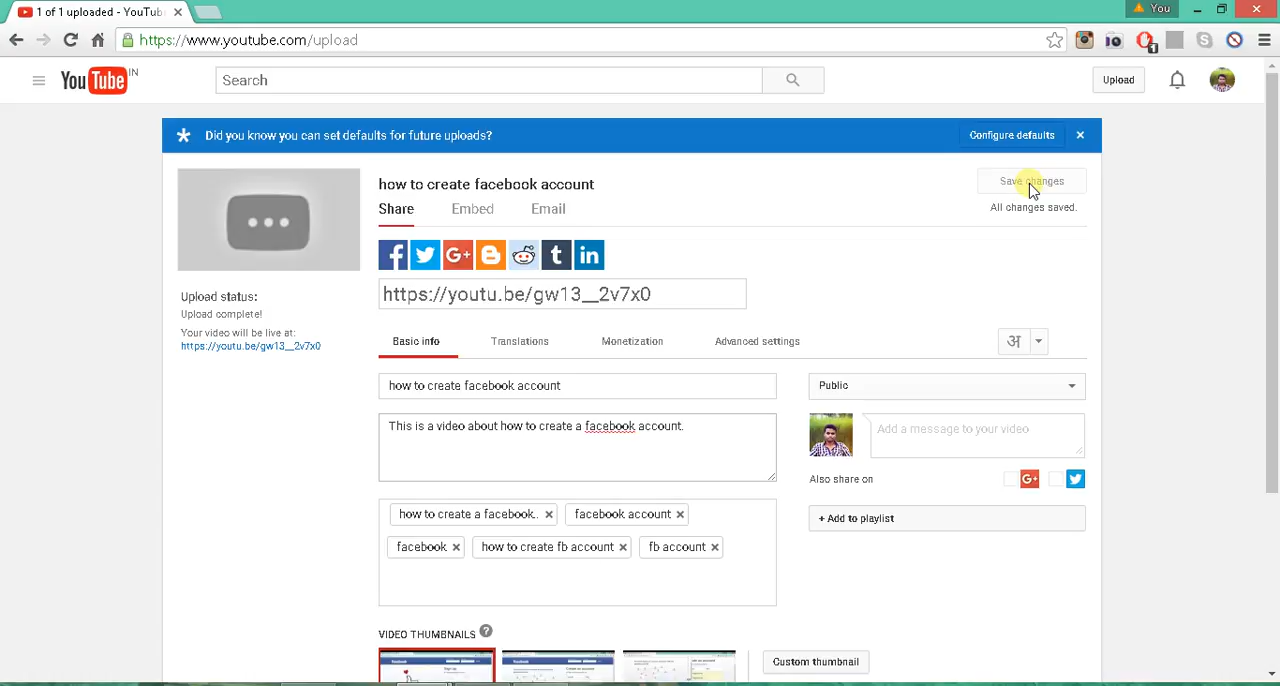 1 of 1 uploaded - YouTub
You
https://www.youtube.com/upload
1
YouTube IN
Search
Upload
Did you know you can set defaults for future uploads?
Configure defaults
how to create facebook account
Save changes
Share Embed Email
All changes saved.
https://youtu.be/gw13__2v7x0
Upload status:
Upload complete!
Your video will be live at:
https://youtu.be/gw13__2v7x0
Basic info Translations Monetization Advanced settings
अ
how to create facebook account
Public
This is a video about how to create a facebook account.
Add a message to your video
Also share on
G+
how to create a facebook.. × facebook account ×
+ Add to playlist
facebook × how to create fb account × fb account ×
VIDEO THUMBNAILS ?
Custom thumbnail